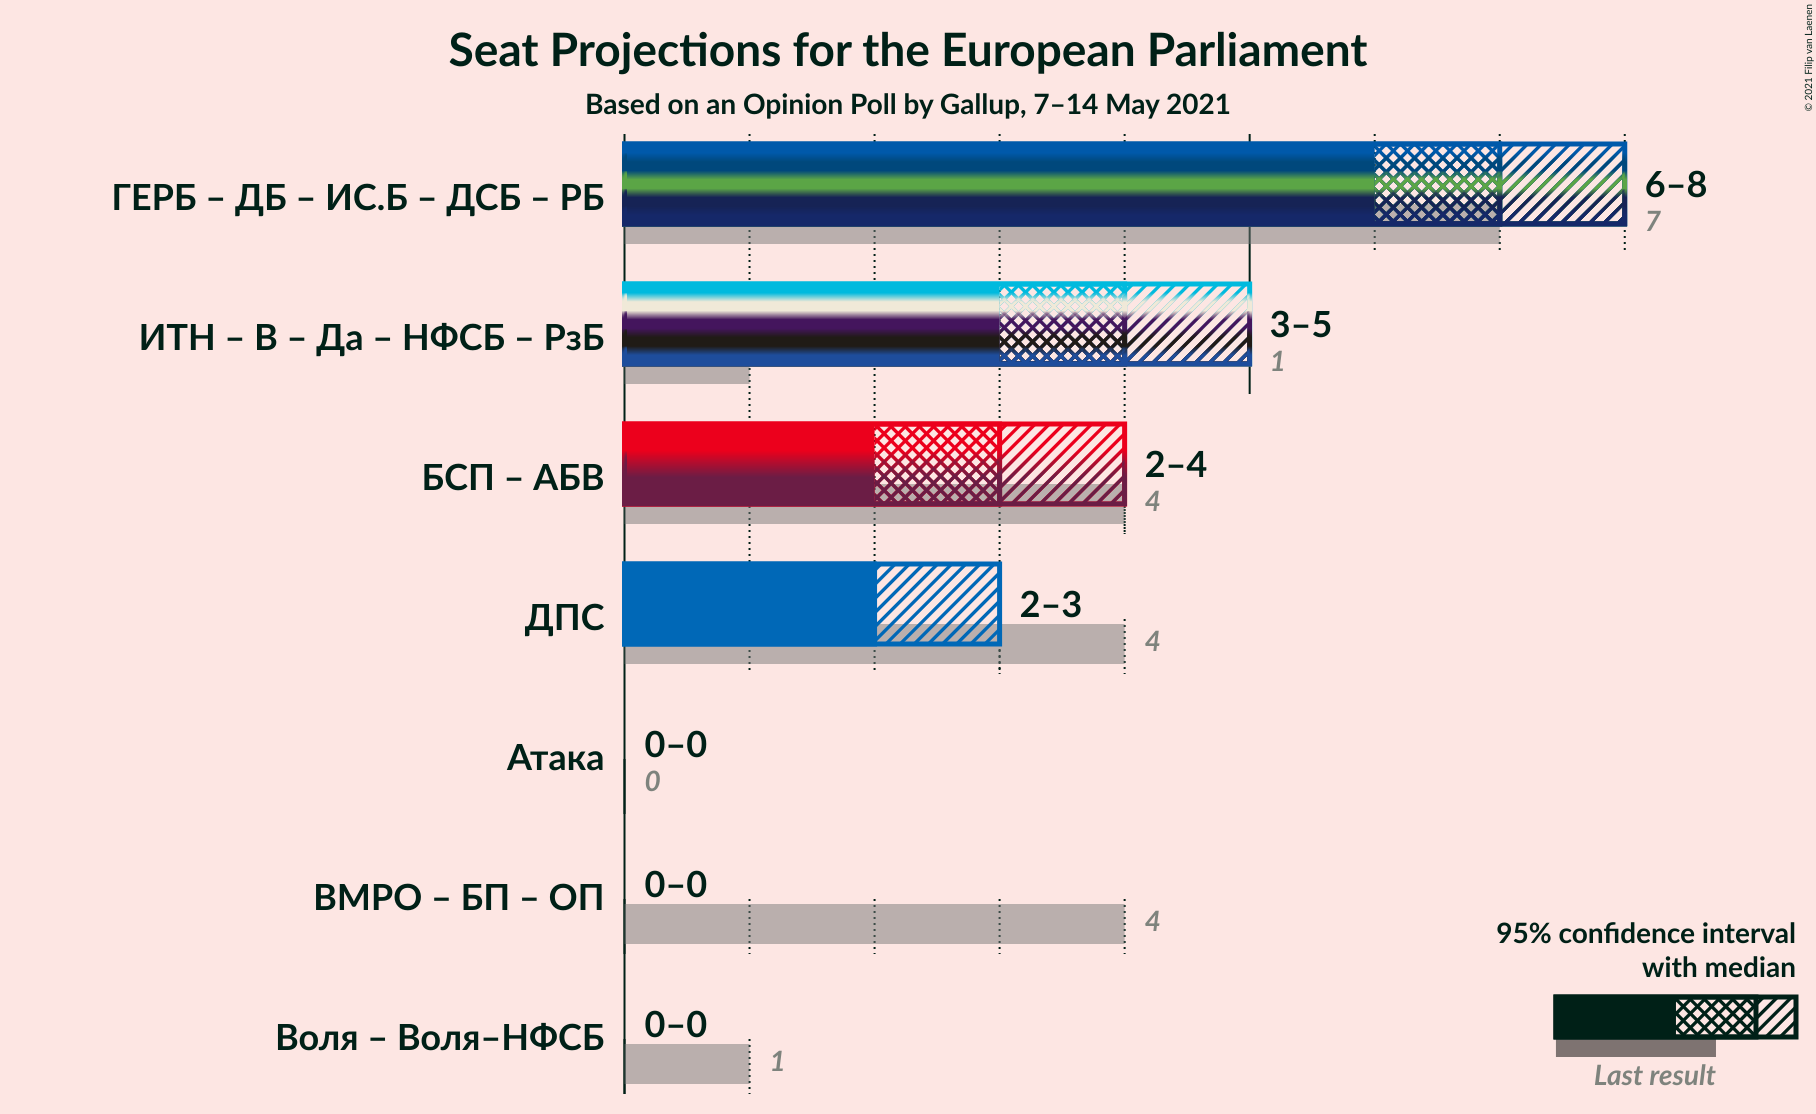 Seat Projections for the European Parliament
Based on an Opinion Poll by Gallup, 7–14 May 2021
© 2021 Filip van Laenen
ГЕРБ – ДБ – ИС.Б – ДСБ – РБ
6–8
7
ИТН – В – Да – НФСБ – РзБ
3–5
1
БСП – АБВ
2–4
4
ДПС
2–3
4
Атака
0–0
0
ВМРО – БП – ОП
0–0
4
Воля – Воля–НФСБ
0–0
1
95% confidence interval
with median
Last result